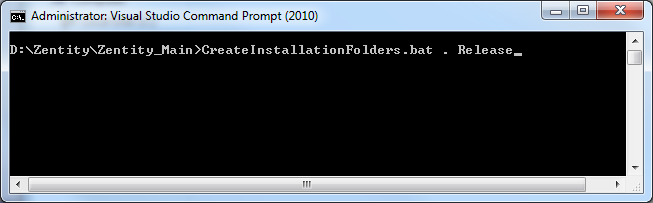 Administrator: Visual Studio Command Prompt (2010)
D:\Zentity\Zentity_Main>CreateInstallationFolders.bat . Release_